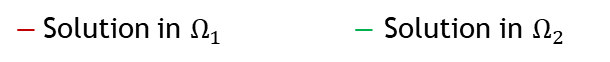 Solution in Ω₁ Solution in Ω₂